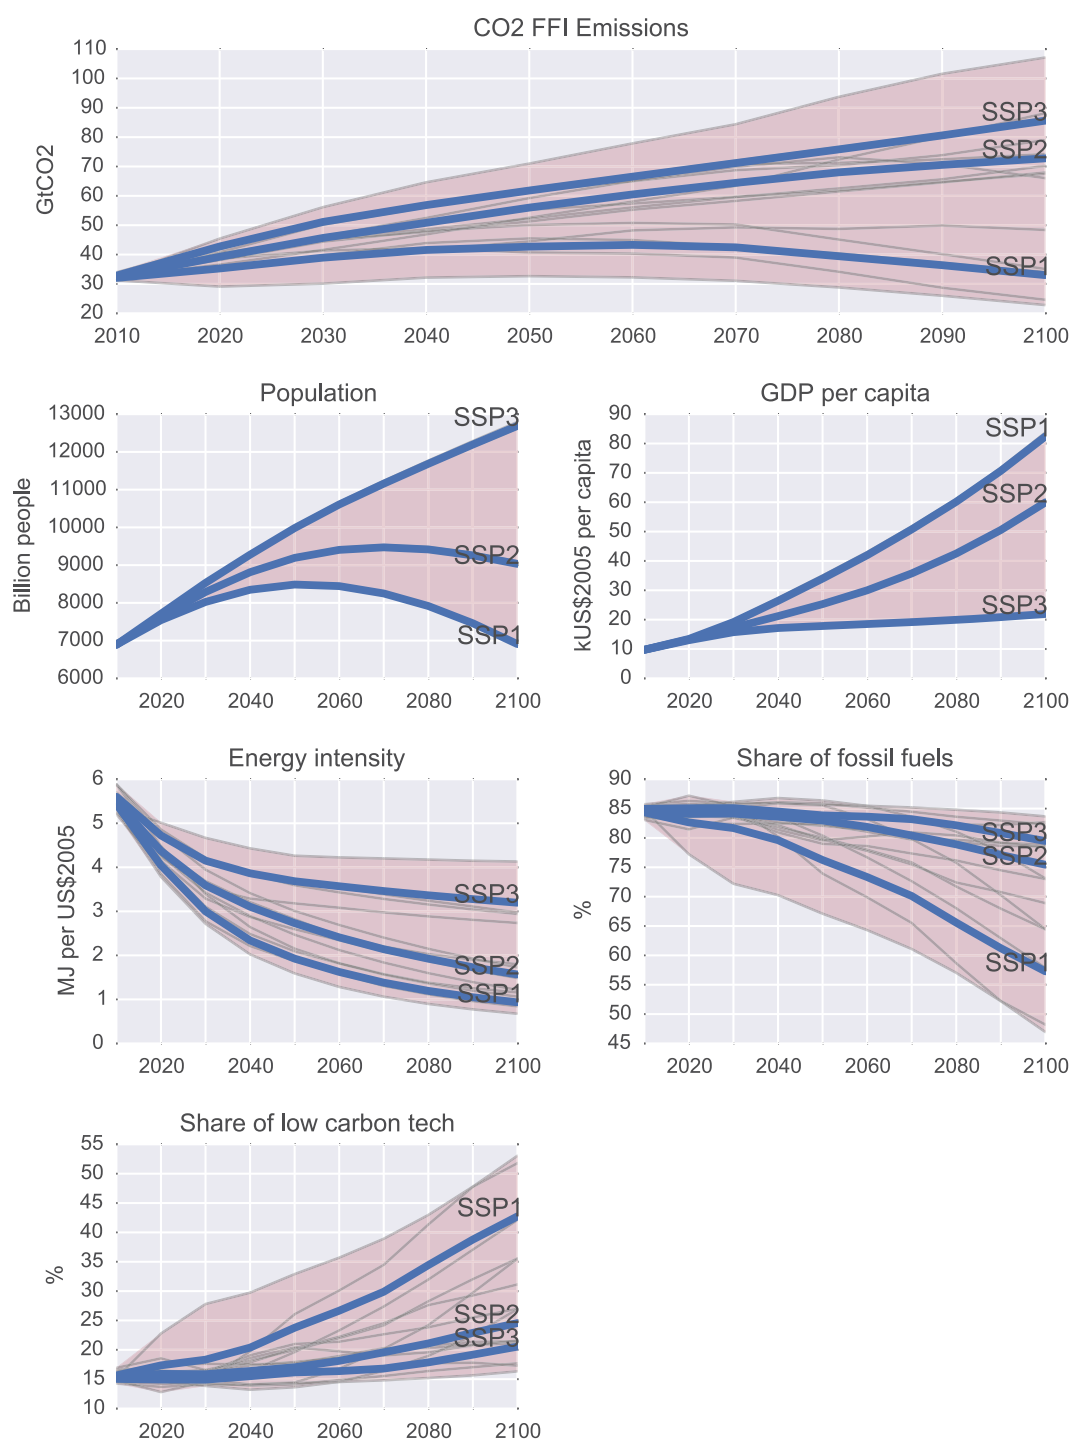 CO2 FFI Emissions
110
100
90
80
70
60
50
40
30
20
GtCO2
SSP3
SSP2
SSP1
2010 2020 2030 2040 2050 2060 2070 2080 2090 2100
Population
13000
12000
11000
10000
9000
8000
7000
6000
Billion people
SSP3
SSP2
SSP1
2020 2040 2060 2080 2100
GDP per capita
90
80
70
60
50
40
30
20
10
0
kUS$2005 per capita
SSP1
SSP2
SSP3
2020 2040 2060 2080 2100
Energy intensity
6
5
4
3
2
1
0
MJ per US$2005
SSP3
SSP2
SSP1
2020 2040 2060 2080 2100
Share of fossil fuels
90
85
80
75
70
65
60
55
50
45
%
SSP3
SSP2
SSP1
2020 2040 2060 2080 2100
Share of low carbon tech
55
50
45
40
35
30
25
20
15
10
%
SSP1
SSP2
SSP3
2020 2040 2060 2080 2100